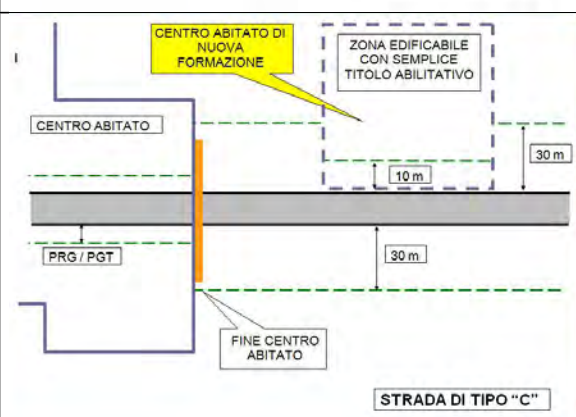 CENTRO ABITATO DI
NUOVA
FORMAZIONE
ZONA EDIFICABILE
CON SEMPLICE
TITOLO ABILITATIVO
I
CENTRO ABITATO
30 m
10 m
PRG / PGT
30 m
FINE CENTRO
ABITATO
STRADA DI TIPO "C"